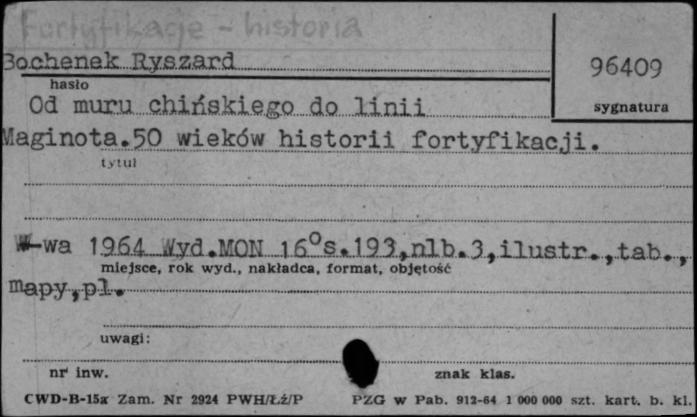 Fortyfikacje - historia
Bochenek Ryszard
96409
hasło
Od muru chińskiego do linii
sygnatura
Maginota.50 wieków historii fortyfikacji.
tytuł
W-wa 1964 Wyd.MON 16°s.193,nlb.3,ilustr.,tab.,
miejsce, rok wyd., nakładca, format, objętość
mapy,pl.
uwagi:
nr inw.
znak klas.
CWD-B-15a Zam. Nr 2924 PWH/Łź/P PZG w Pab. 912-64 1 000 000 szt. kart. b. kl.